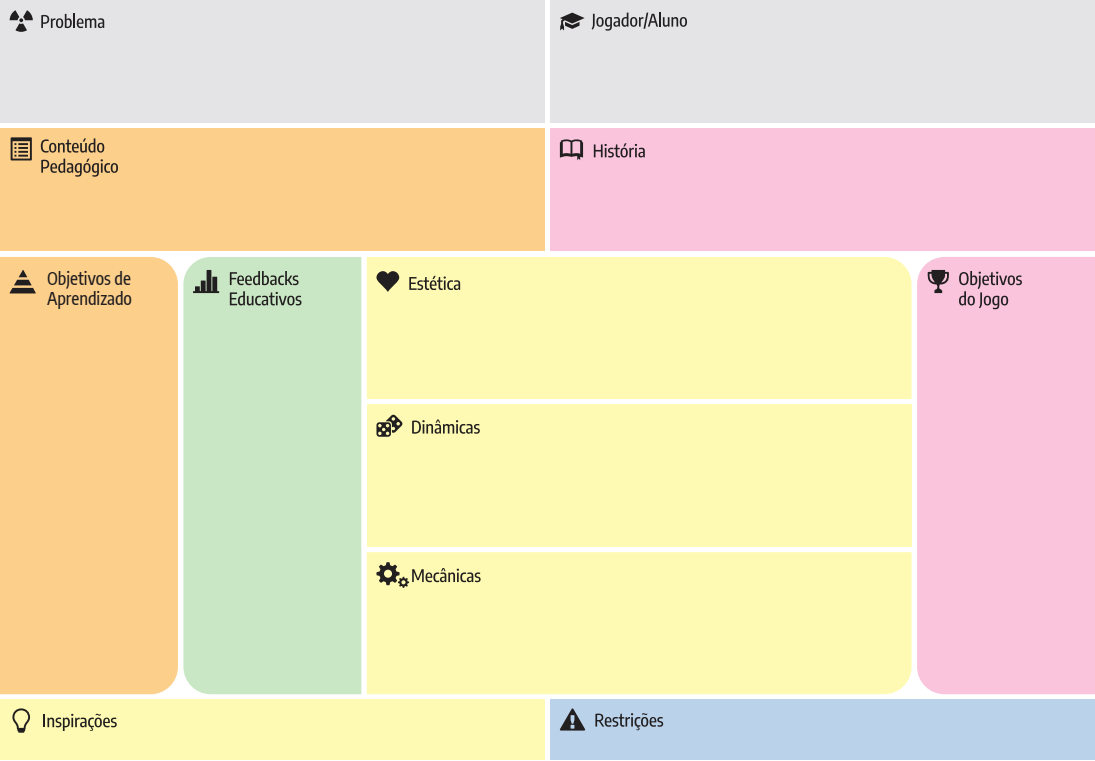 Problema
Jogador/Aluno
Conteúdo
Pedagógico
História
Objetivos de
Aprendizado
Feedbacks
Educativos
Estética
Dinâmicas
Mecânicas
Objetivos
do Jogo
Inspirações
Restrições